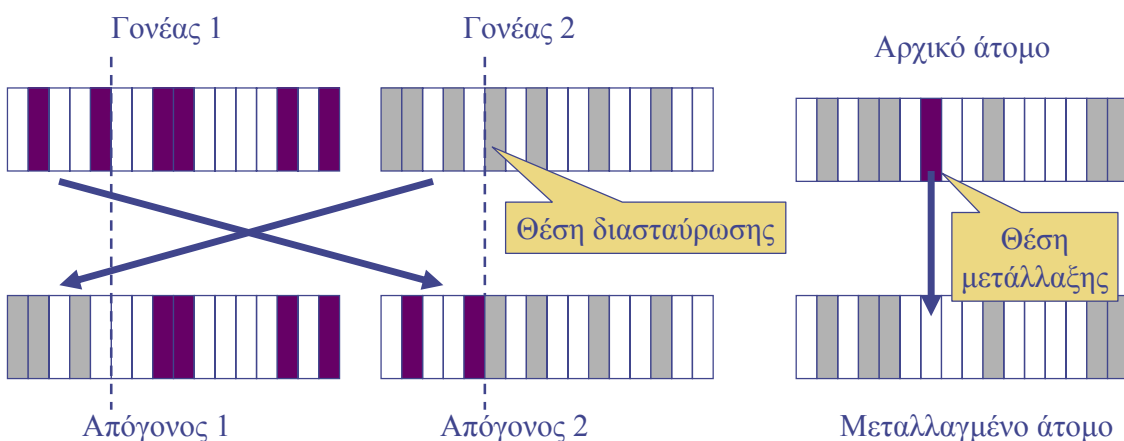 Γονέας 1
Γονέας 2
Αρχικό άτομο
Θέση διασταύρωσης
Θέση
μετάλλαξης
Απόγονος 1
Απόγονος 2
Μεταλλαγμένο άτομο